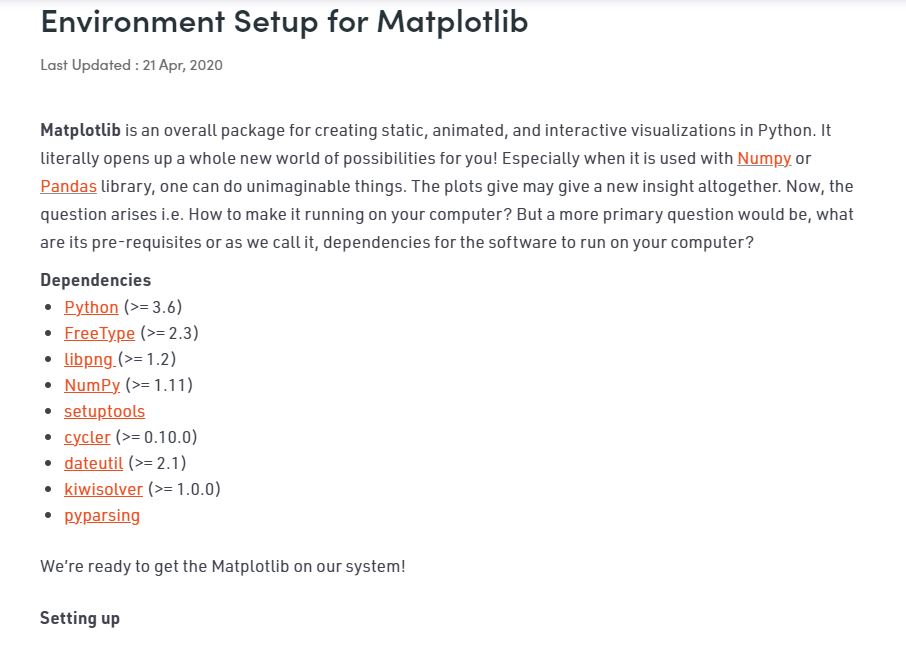 Environment Setup for Matplotlib
Last Updated : 21 Apr, 2020
Matplotlib is an overall package for creating static, animated, and interactive visualizations in Python. It
literally opens up a whole new world of possibilities for you! Especially when it is used with Numpy or
Pandas library, one can do unimaginable things. The plots give may give a new insight altogether. Now, the
question arises i.e. How to make it running on your computer? But a more primary question would be, what
are its pre-requisites or as we call it, dependencies for the software to run on your computer?
Dependencies
• Python (>= 3.6)
• FreeType (>= 2.3)
• libpng (>= 1.2)
• NumPy (>= 1.11)
• setuptools
• cycler (>= 0.10.0)
• dateutil (>= 2.1)
• kiwisolver (>= 1.0.0)
• pyparsing
We’re ready to get the Matplotlib on our system!
Setting up